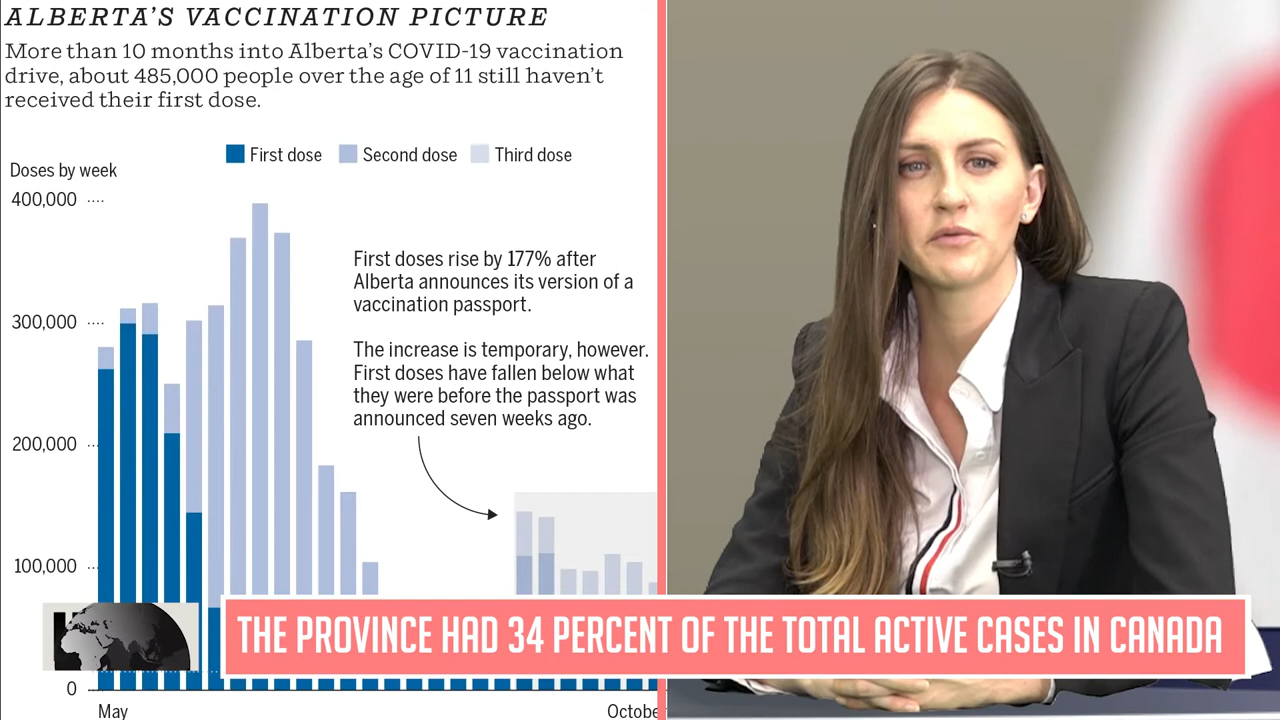 ALBERTA'S VACCINATION PICTURE
More than 10 months into Alberta's COVID-19 vaccination
drive, about 485,000 people over the age of 11 still haven't
received their first dose.
First dose Second dose Third dose
Doses by week
400,000
First doses rise by 177% after
Alberta announces its version of a
vaccination passport.
300,000
The increase is temporary, however.
First doses have fallen below what
they were before the passport was
announced seven weeks ago.
200,000
100,000
THE PROVINCE HAD 34 PERCENT OF THE TOTAL ACTIVE CASES IN CANADA
0
May